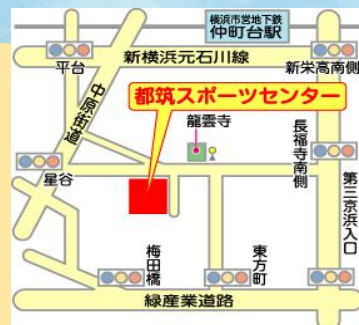 横浜市営地下鉄
仲町台駅
平台
新横浜元石川線
新栄高南側
中原街道
都筑スポーツセンター
龍雲寺
長福寺南側
星谷
第三京浜入口
梅田橋
東方町
緑産業道路